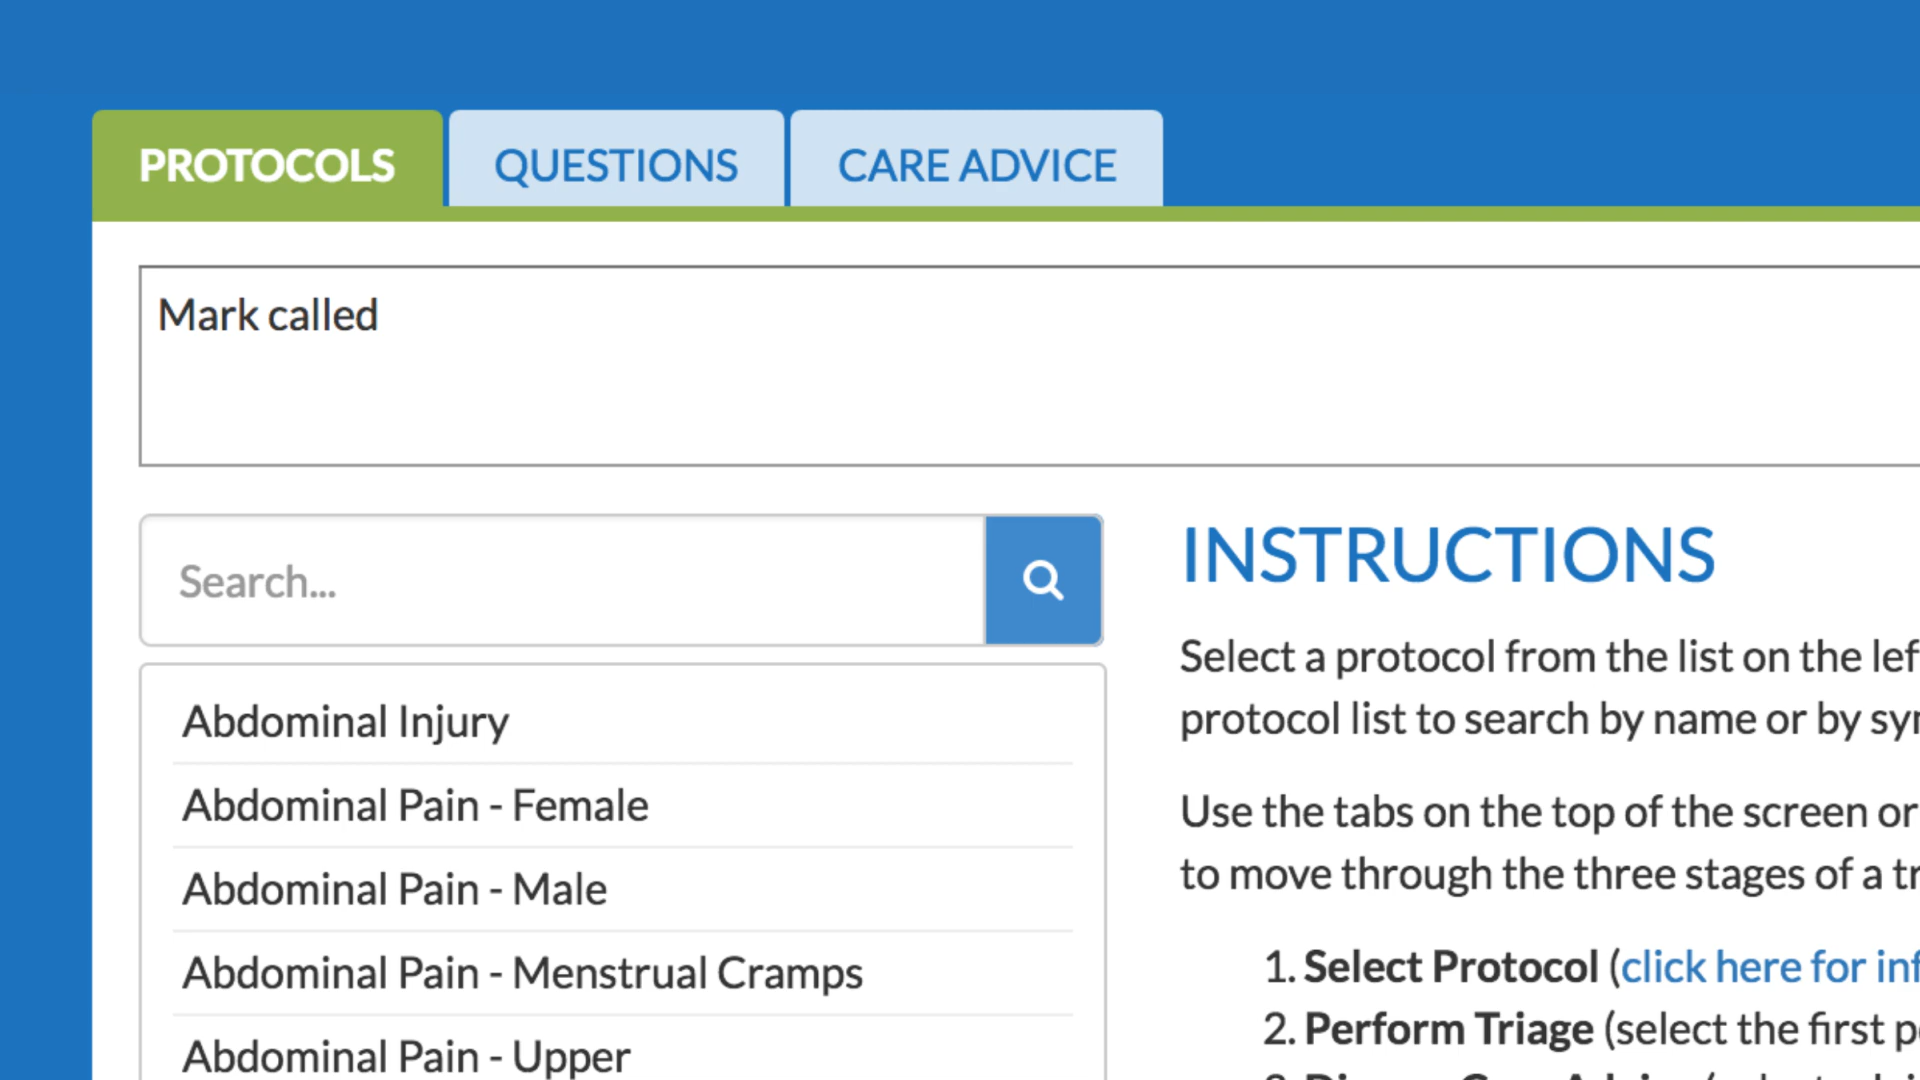 PROTOCOLS
QUESTIONS
CARE ADVICE
Mark called
Search...
Abdominal Injury
Abdominal Pain - Female
Abdominal Pain - Male
Abdominal Pain - Menstrual Cramps
Abdominal Pain - Upper
INSTRUCTIONS
Select a protocol from the list on the lef
protocol list to search by name or by syr
Use the tabs on the top of the screen or
to move through the three stages of a tr
1. Select Protocol (click here for inf
2. Perform Triage (select the first p